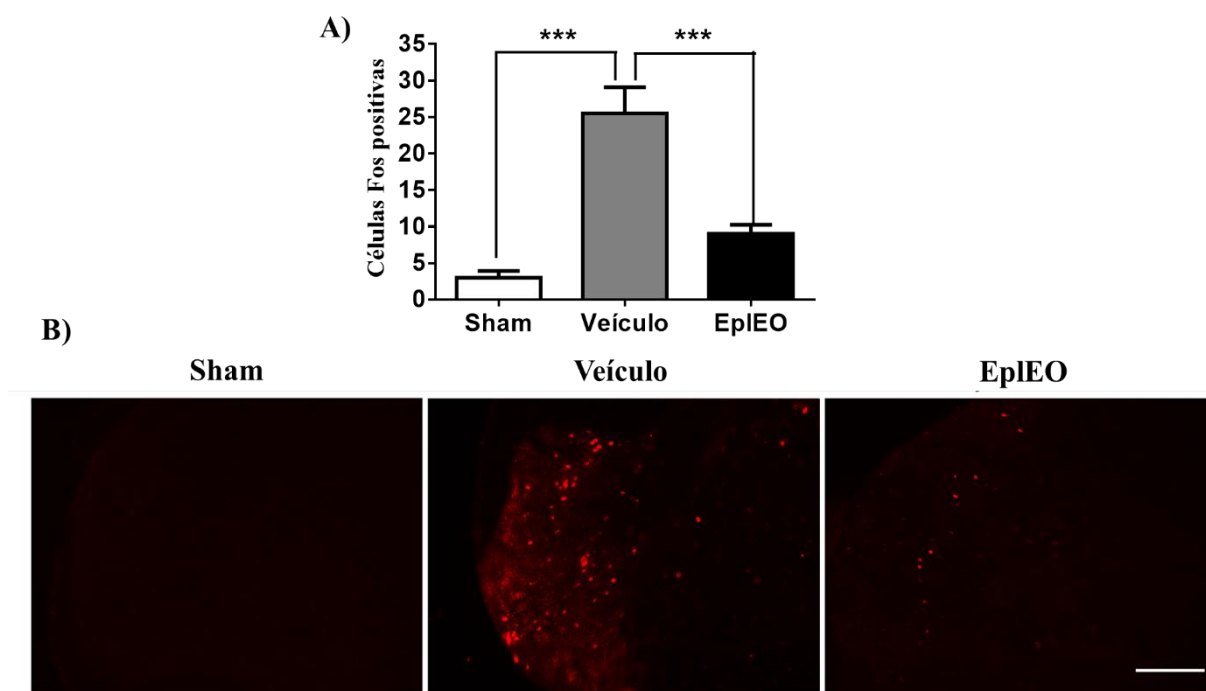 A)
*** ***
35
30
25
20
15
10
5
0
Células Fos positivas
Sham Veículo EplEO
B)
Sham Veículo EplEO